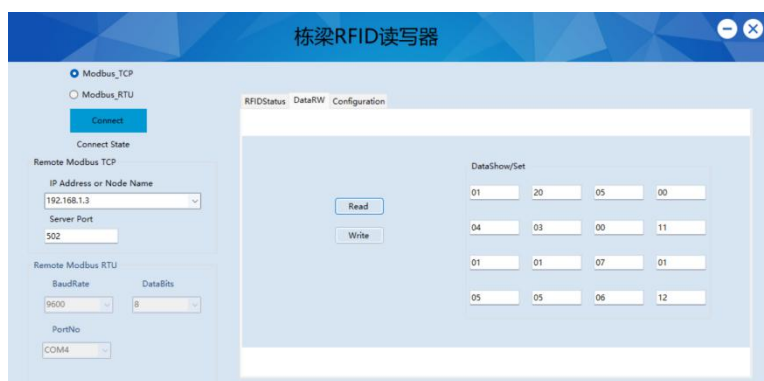 栋梁RFID读写器
Modbus_TCP
Modbus_RTU
Connect
Connect State
Remote Modbus TCP
IP Address or Node Name
192.168.1.3
Server Port
502
Remote Modbus RTU
BaudRate DataBits
9600 8
PortNo
COM4
RFIDStatus DataRW Configuration
Read
Write
DataShow/Set
01 20 05 00
04 03 00 11
01 01 07 01
05 05 06 12